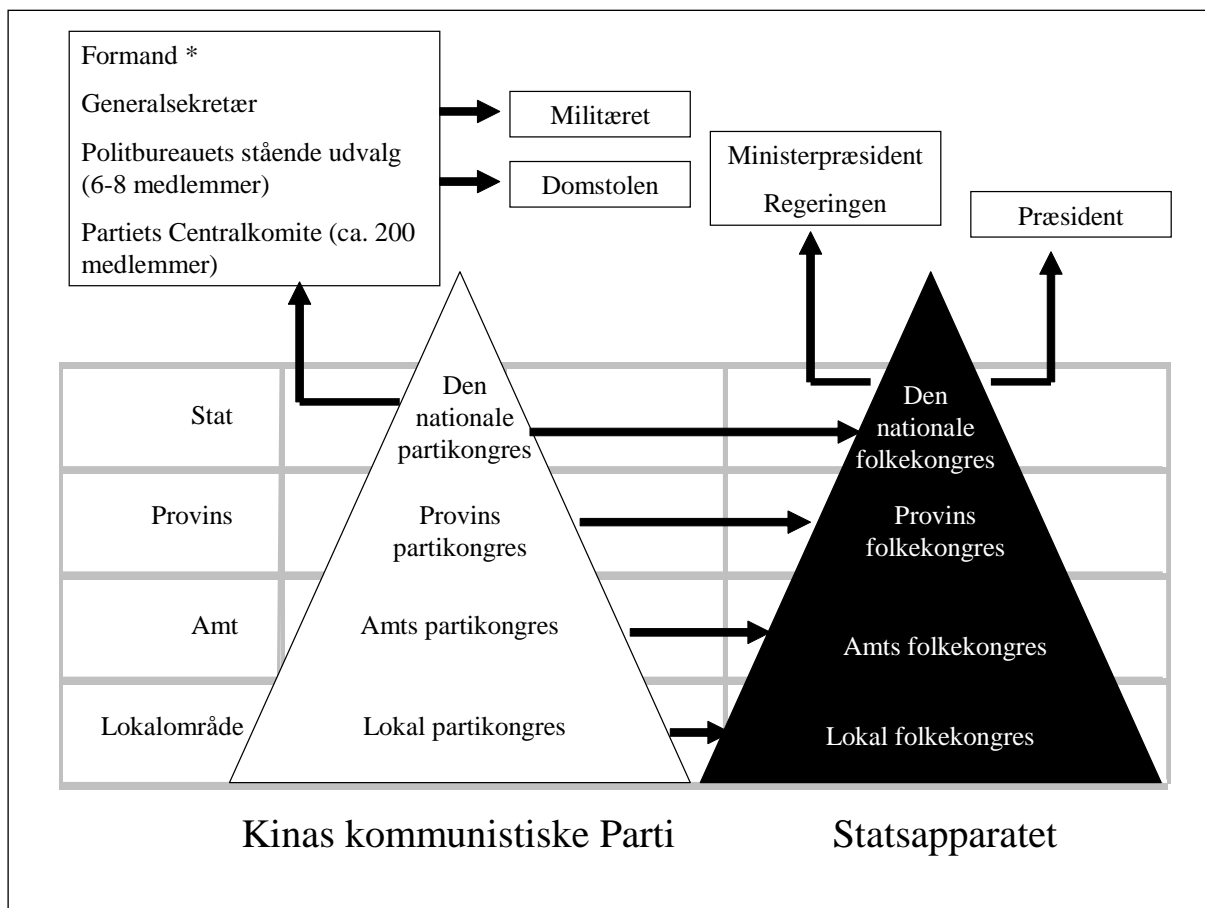 Formand *
Generalsekretær
Politbureauets stående udvalg
(6-8 medlemmer)
Partiets Centralkomite (ca. 200
medlemmer)
Militæret
Domstolen
Ministerpræsident
Regeringen
Præsident
Stat
Den
nationale
partikongres
Den
nationale
folkekongres
Provins
Provins
partikongres
Provins
folkekongres
Amt
Amts partikongres
Amts folkekongres
Lokalområde
Lokal partikongres
Lokal folkekongres
Kinas kommunistiske Parti
Statsapparatet